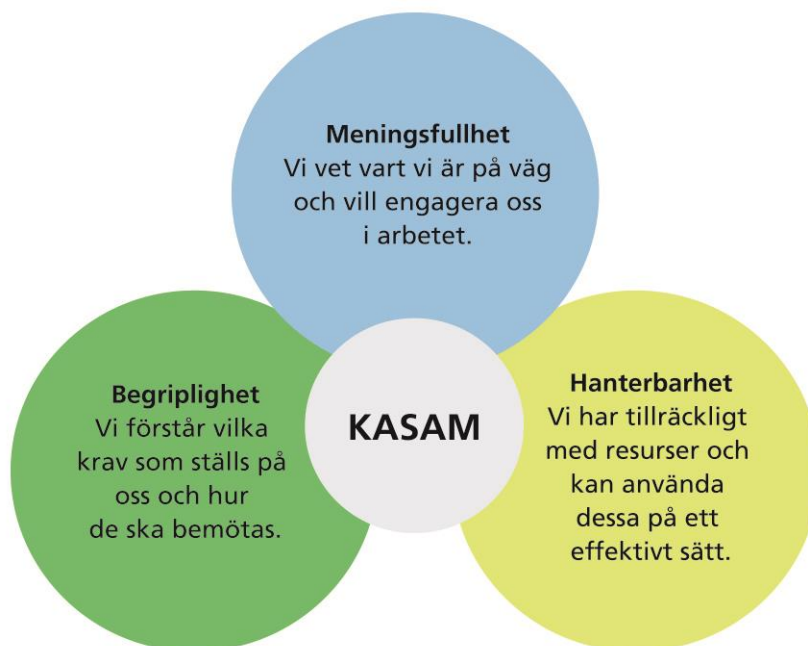 Meningsfullhet
Vi vet vart vi är på väg
och vill engagera oss
i arbetet.
Begriplighet
Vi förstår vilka
krav som ställs på
oss och hur
de ska bemötas.
KASAM
Hanterbarhet
Vi har tillräckligt
med resurser och
kan använda
dessa på ett
effektivt sätt.